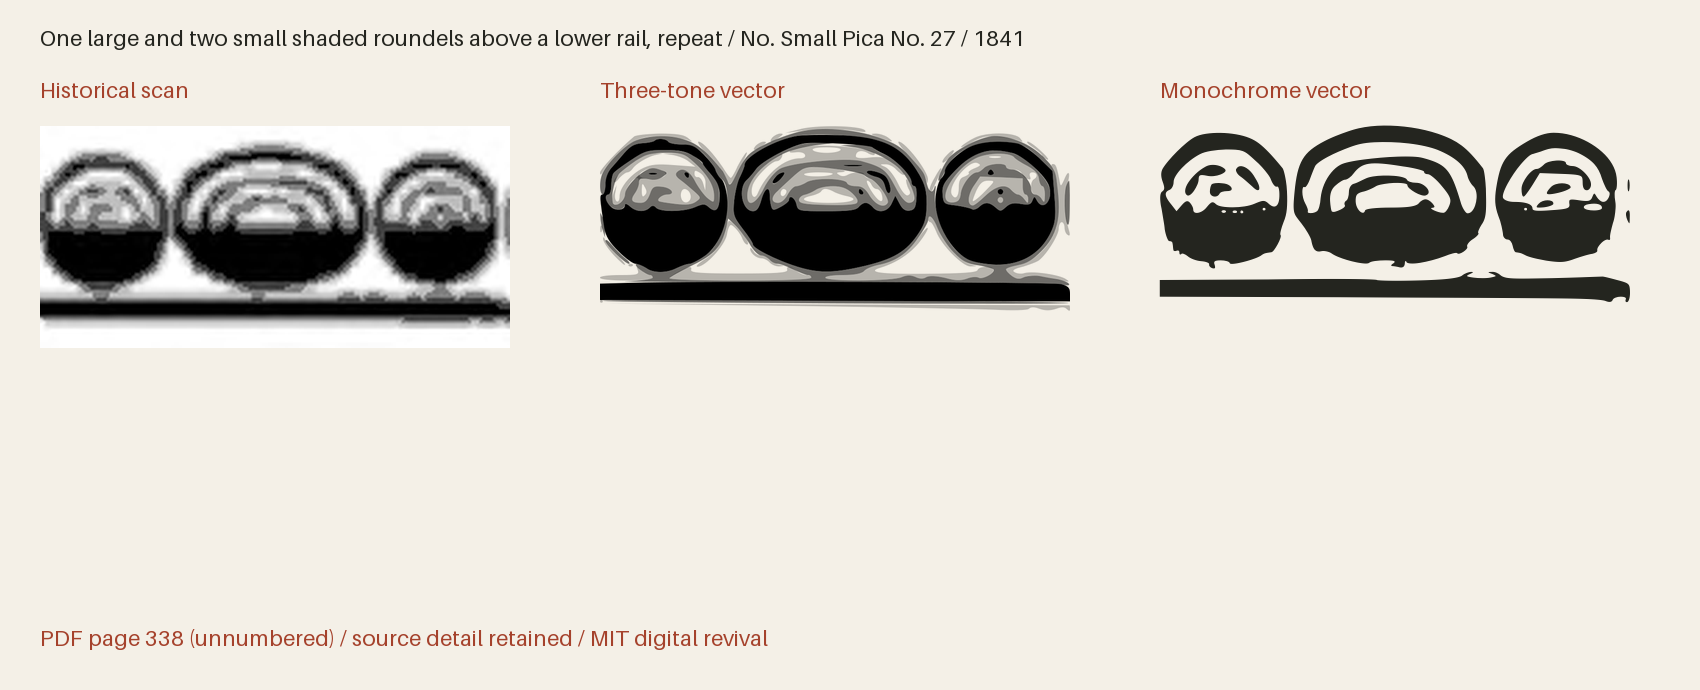 One large and two small shaded roundels above a lower rail, repeat / No. Small Pica No. 27 / 1841
Historical scan
Three-tone vector
Monochrome vector
PDF page 338 (unnumbered) / source detail retained / MIT digital revival